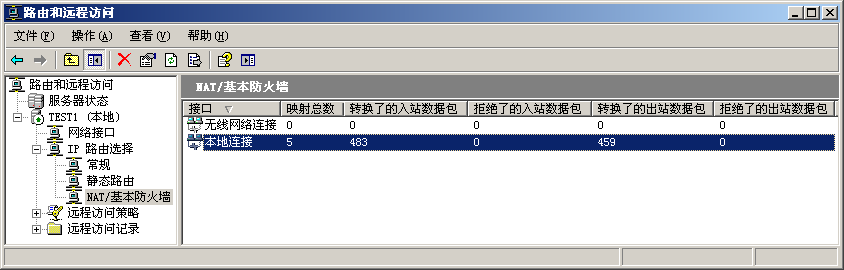 路由和远程访问
文件(F) 操作(A) 查看(V) 帮助(H)
路由和远程访问
服务器状态
TEST1 (本地)
网络接口
IP 路由选择
常规
静态路由
NAT/基本防火墙
远程访问策略
远程访问记录
NAT/基本防火墙
接口 映射总数 转换了的入站数据包 拒绝了的入站数据包 转换了的出站数据包 拒绝了的出站数据包
无线网络连接 0 0 0 0 0
本地连接 5 483 0 459 0